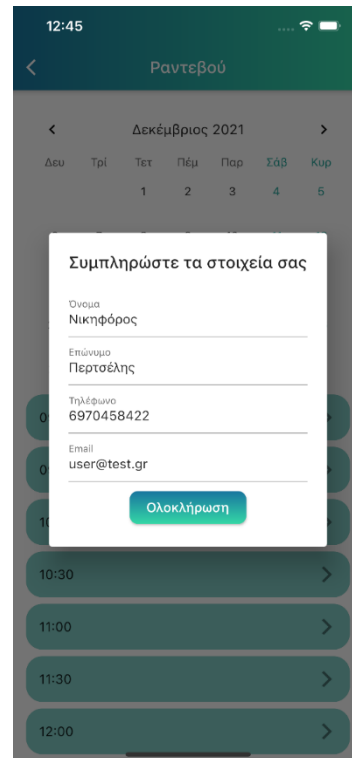 12:45
Ραντεβού
Δεκέμβριος 2021
Δευ Τρί Τετ Πέμ Παρ Σάβ Κυρ
1 2 3 4 5
Συμπληρώστε τα στοιχεία σας
Όνομα
Νικηφόρος
Επώνυμο
Περτσέλης
Τηλέφωνο
6970458422
Email
user@test.gr
Ολοκλήρωση
10:30
11:00
11:30
12:00